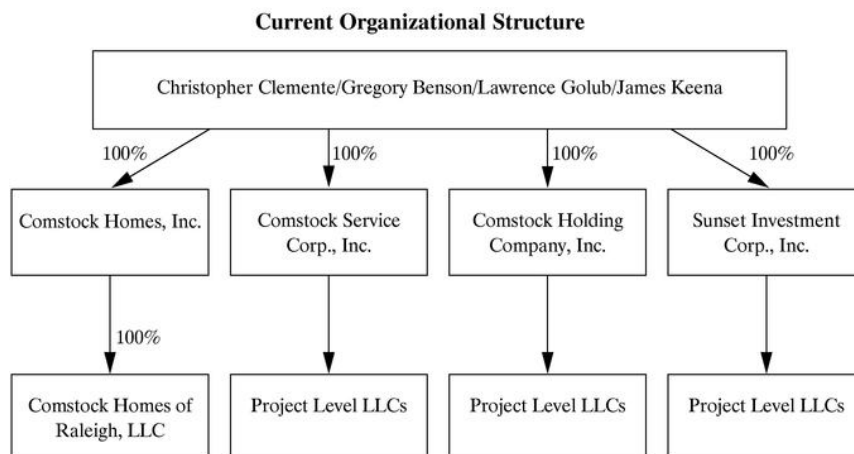 Current Organizational Structure
Christopher Clemente/Gregory Benson/Lawrence Golub/James Keena
100%
100%
100%
100%
Comstock Homes, Inc.
Comstock Service
Corp., Inc.
Comstock Holding
Company, Inc.
Sunset Investment
Corp., Inc.
100%
Comstock Homes of
Raleigh, LLC
Project Level LLCs
Project Level LLCs
Project Level LLCs